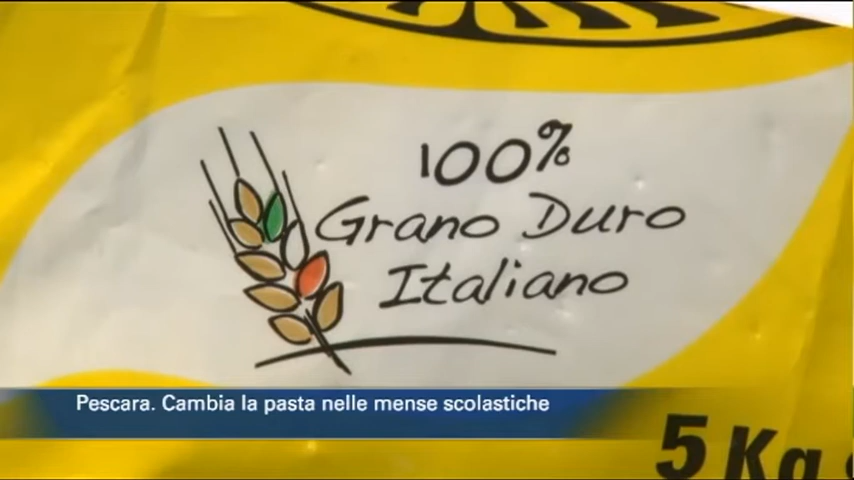 100%
Grano Duro
Italiano
Pescara. Cambia la pasta nelle mense scolastiche
5 Kg